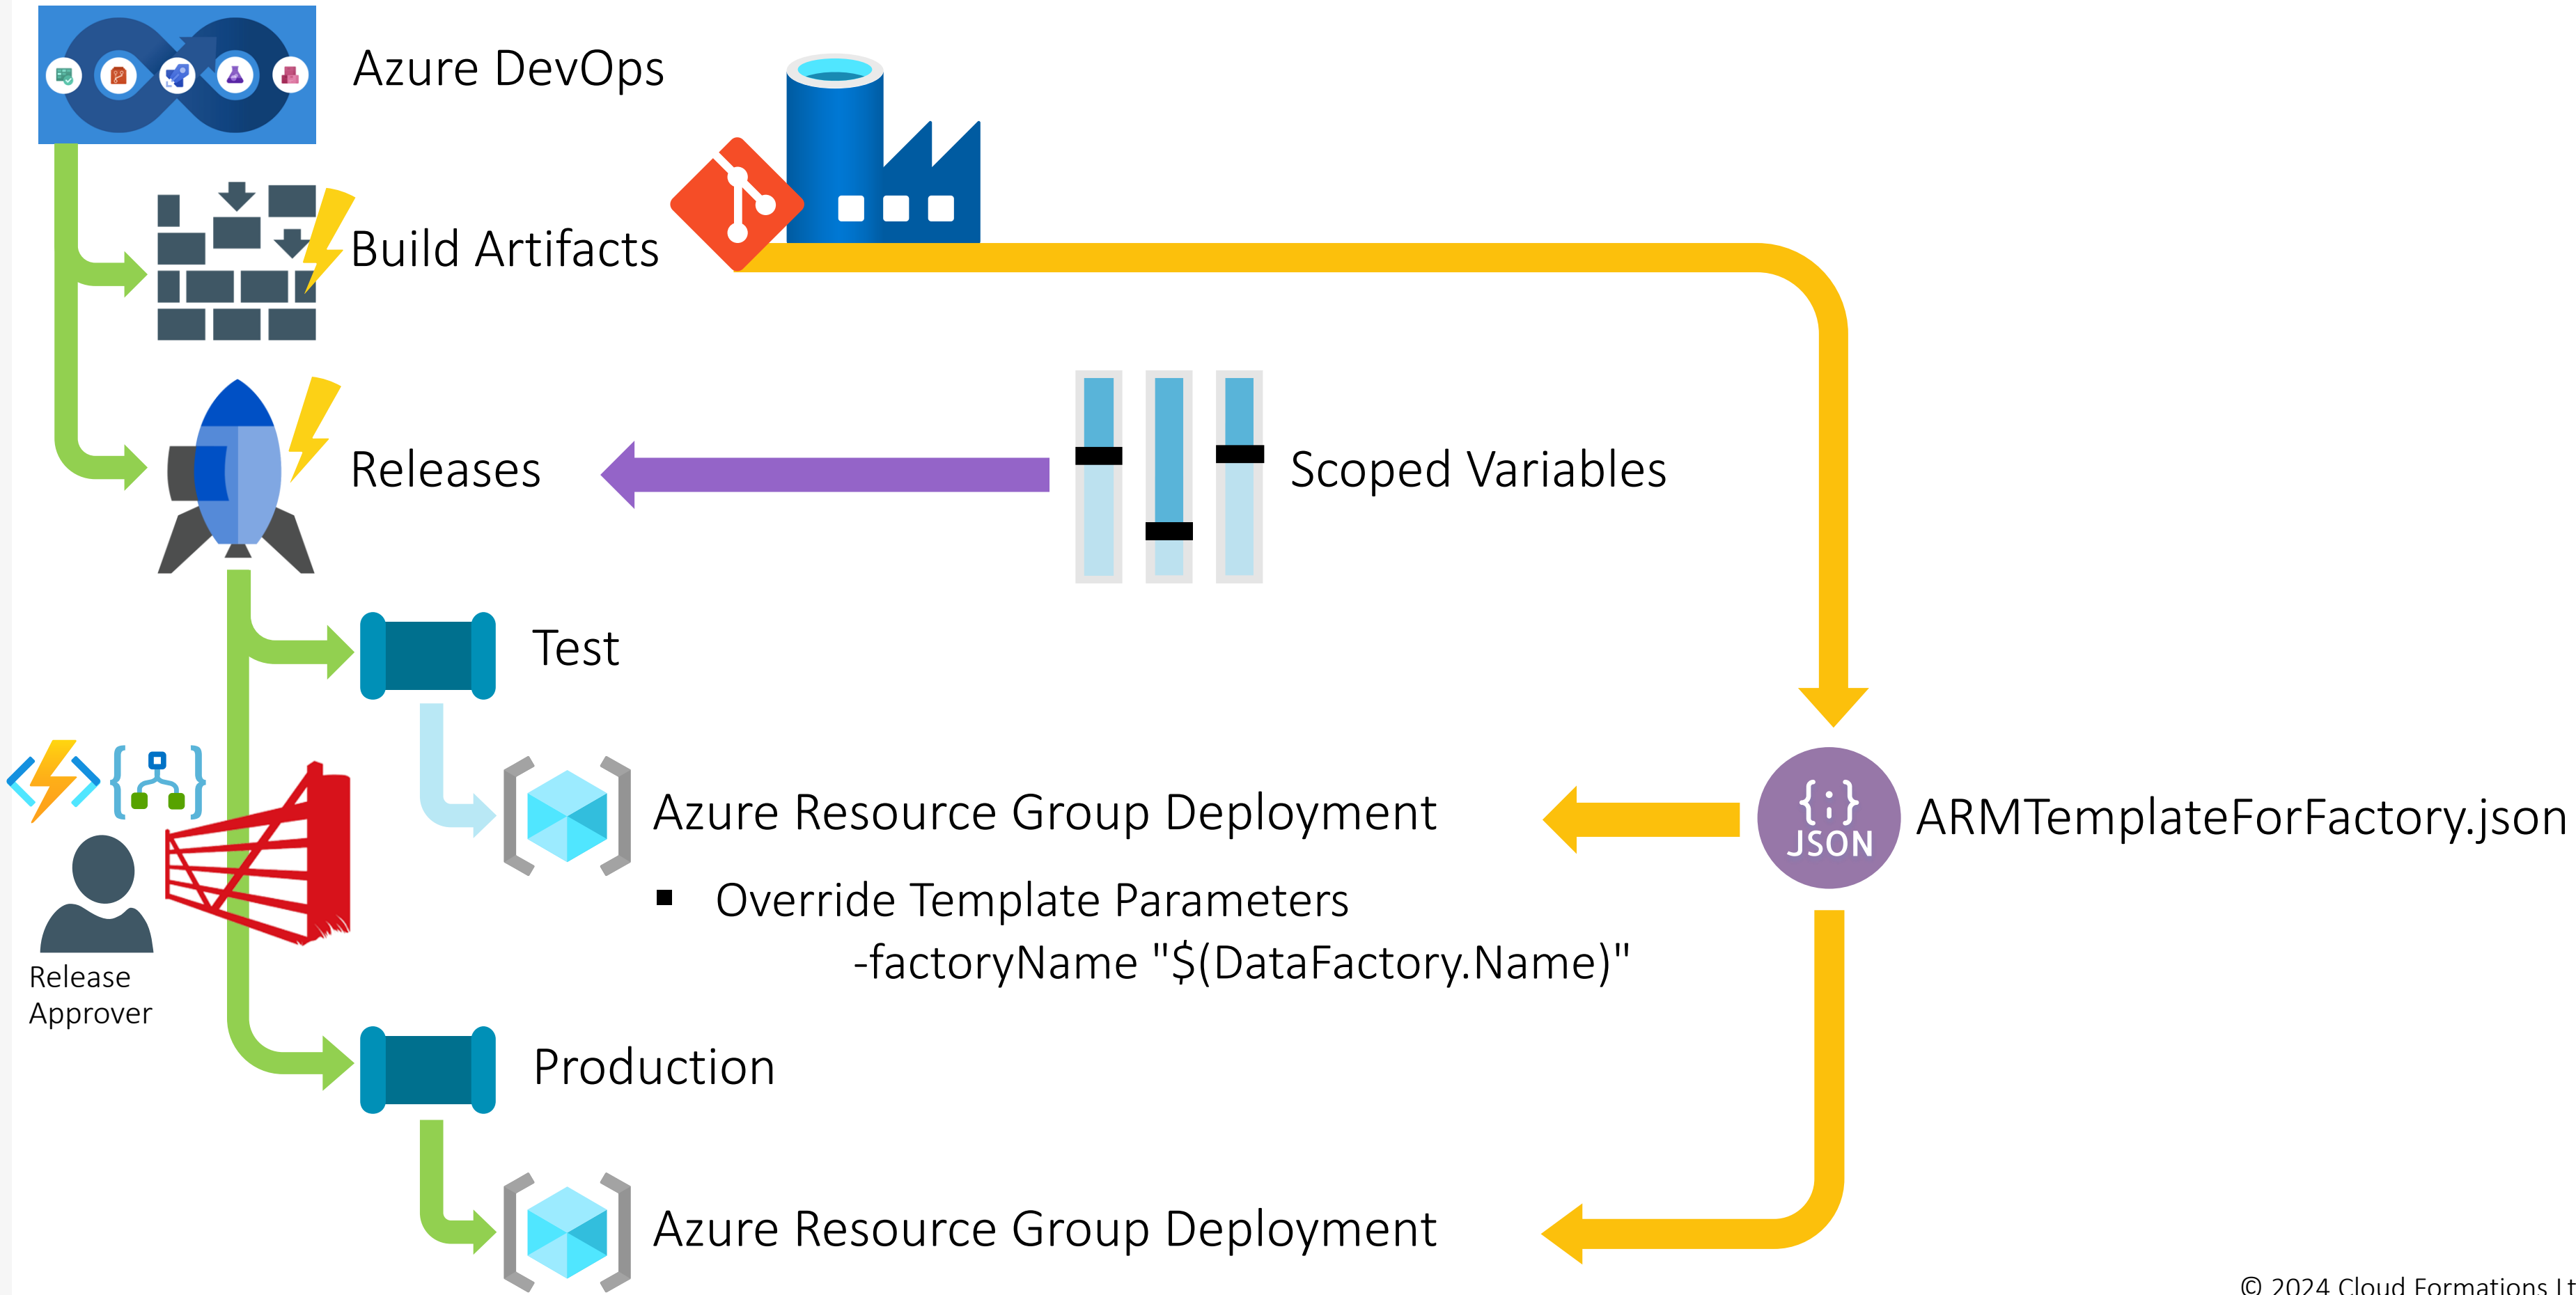 Azure DevOps
Build Artifacts
Releases
Scoped Variables
Test
Azure Resource Group Deployment
{;}
JSON
ARMTemplateForFactory.json
▪ Override Template Parameters
-factoryName "$(DataFactory.Name)"
Release
Approver
Production
Azure Resource Group Deployment
© 2024 Cloud Formations Lt